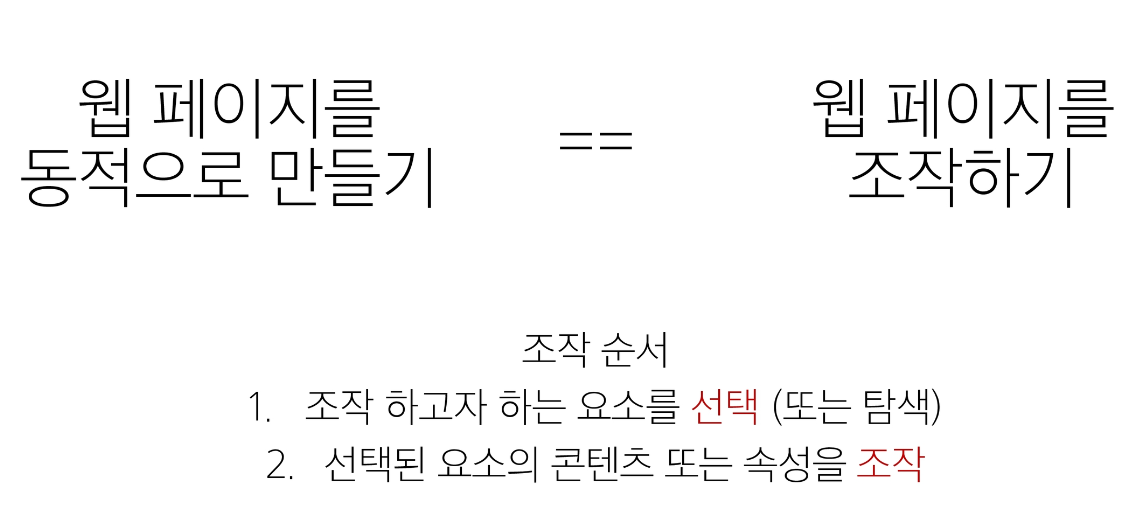 웹 페이지를
동적으로 만들기
==
웹 페이지를
조작하기
조작 순서
1. 조작 하고자 하는 요소를 선택 (또는 탐색)
2. 선택된 요소의 콘텐츠 또는 속성을 조작